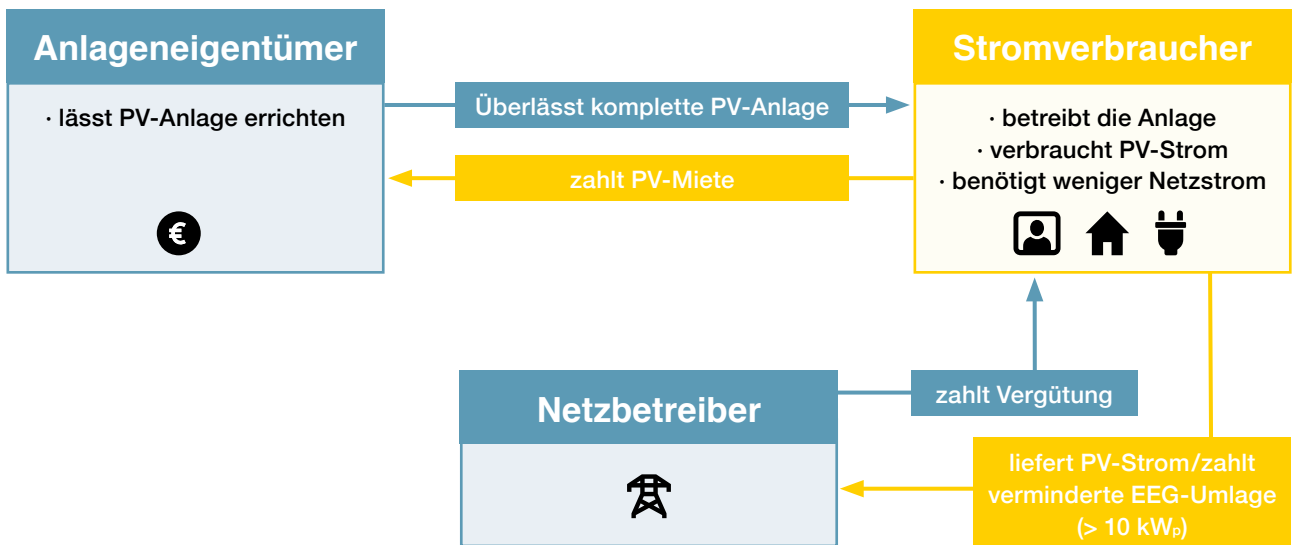 Anlageneigentümer
· lässt PV-Anlage errichten
€
Überlässt komplette PV-Anlage
zahlt PV-Miete
Stromverbraucher
· betreibt die Anlage
· verbraucht PV-Strom
· benötigt weniger Netzstrom
Netzbetreiber
zahlt Vergütung
liefert PV-Strom/zahlt
verminderte EEG-Umlage
(> 10 kWₚ)